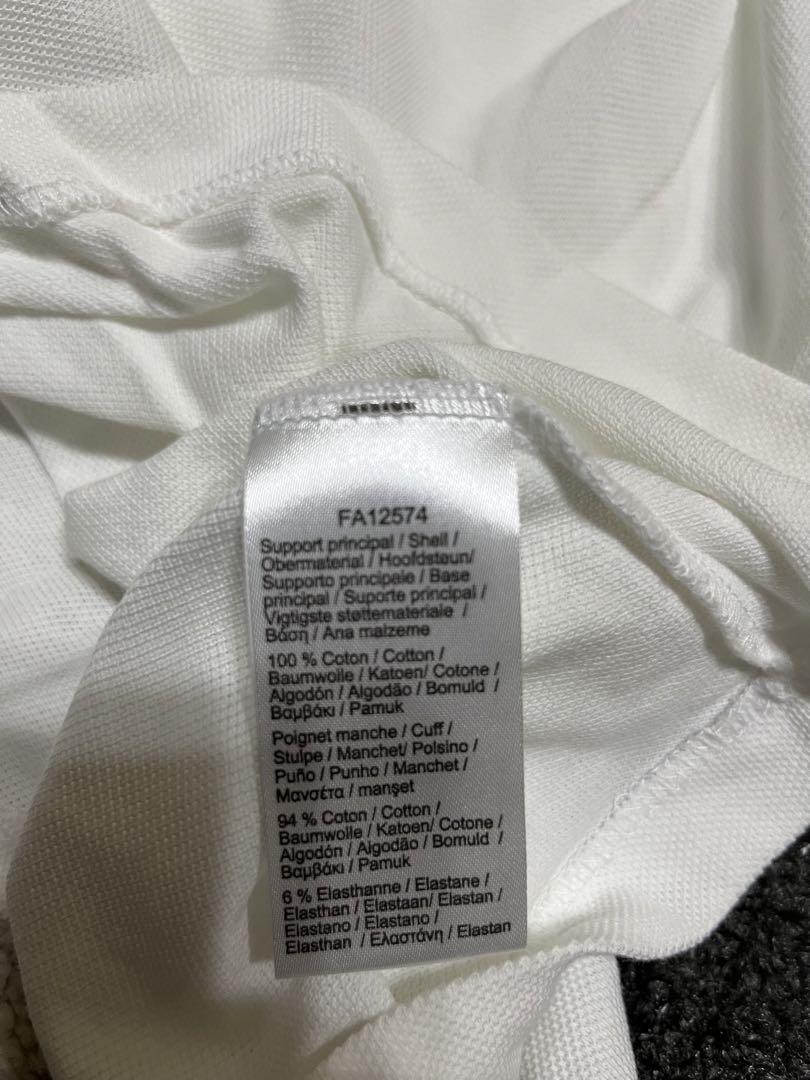 FA12574
Support principal / Shell /
Obermaterial / Hoofdsteun/
Supporto principale / Base
principal / Suporte principal /
Vigtigste støttemateriale /
Βάση / Ana malzeme
100 % Coton / Cotton /
Baumwolle / Katoen/ Cotone /
Algodón / Algodão / Bomuld /
Βαμβάκι / Pamuk
Poignet manche / Cuff /
Stulpe / Manchet/ Polsino /
Puño / Punho / Manchet /
Μανσέτα / manşet
94 % Coton / Cotton /
Baumwolle / Katoen/ Cotone /
Algodón / Algodão / Bomuld /
Βαμβάκι / Pamuk
6 % Elasthanne / Elastane /
Elasthan / Elastaan/ Elastan /
Elastano / Elastano /
Elasthan / Ελαστάνη / Elastan